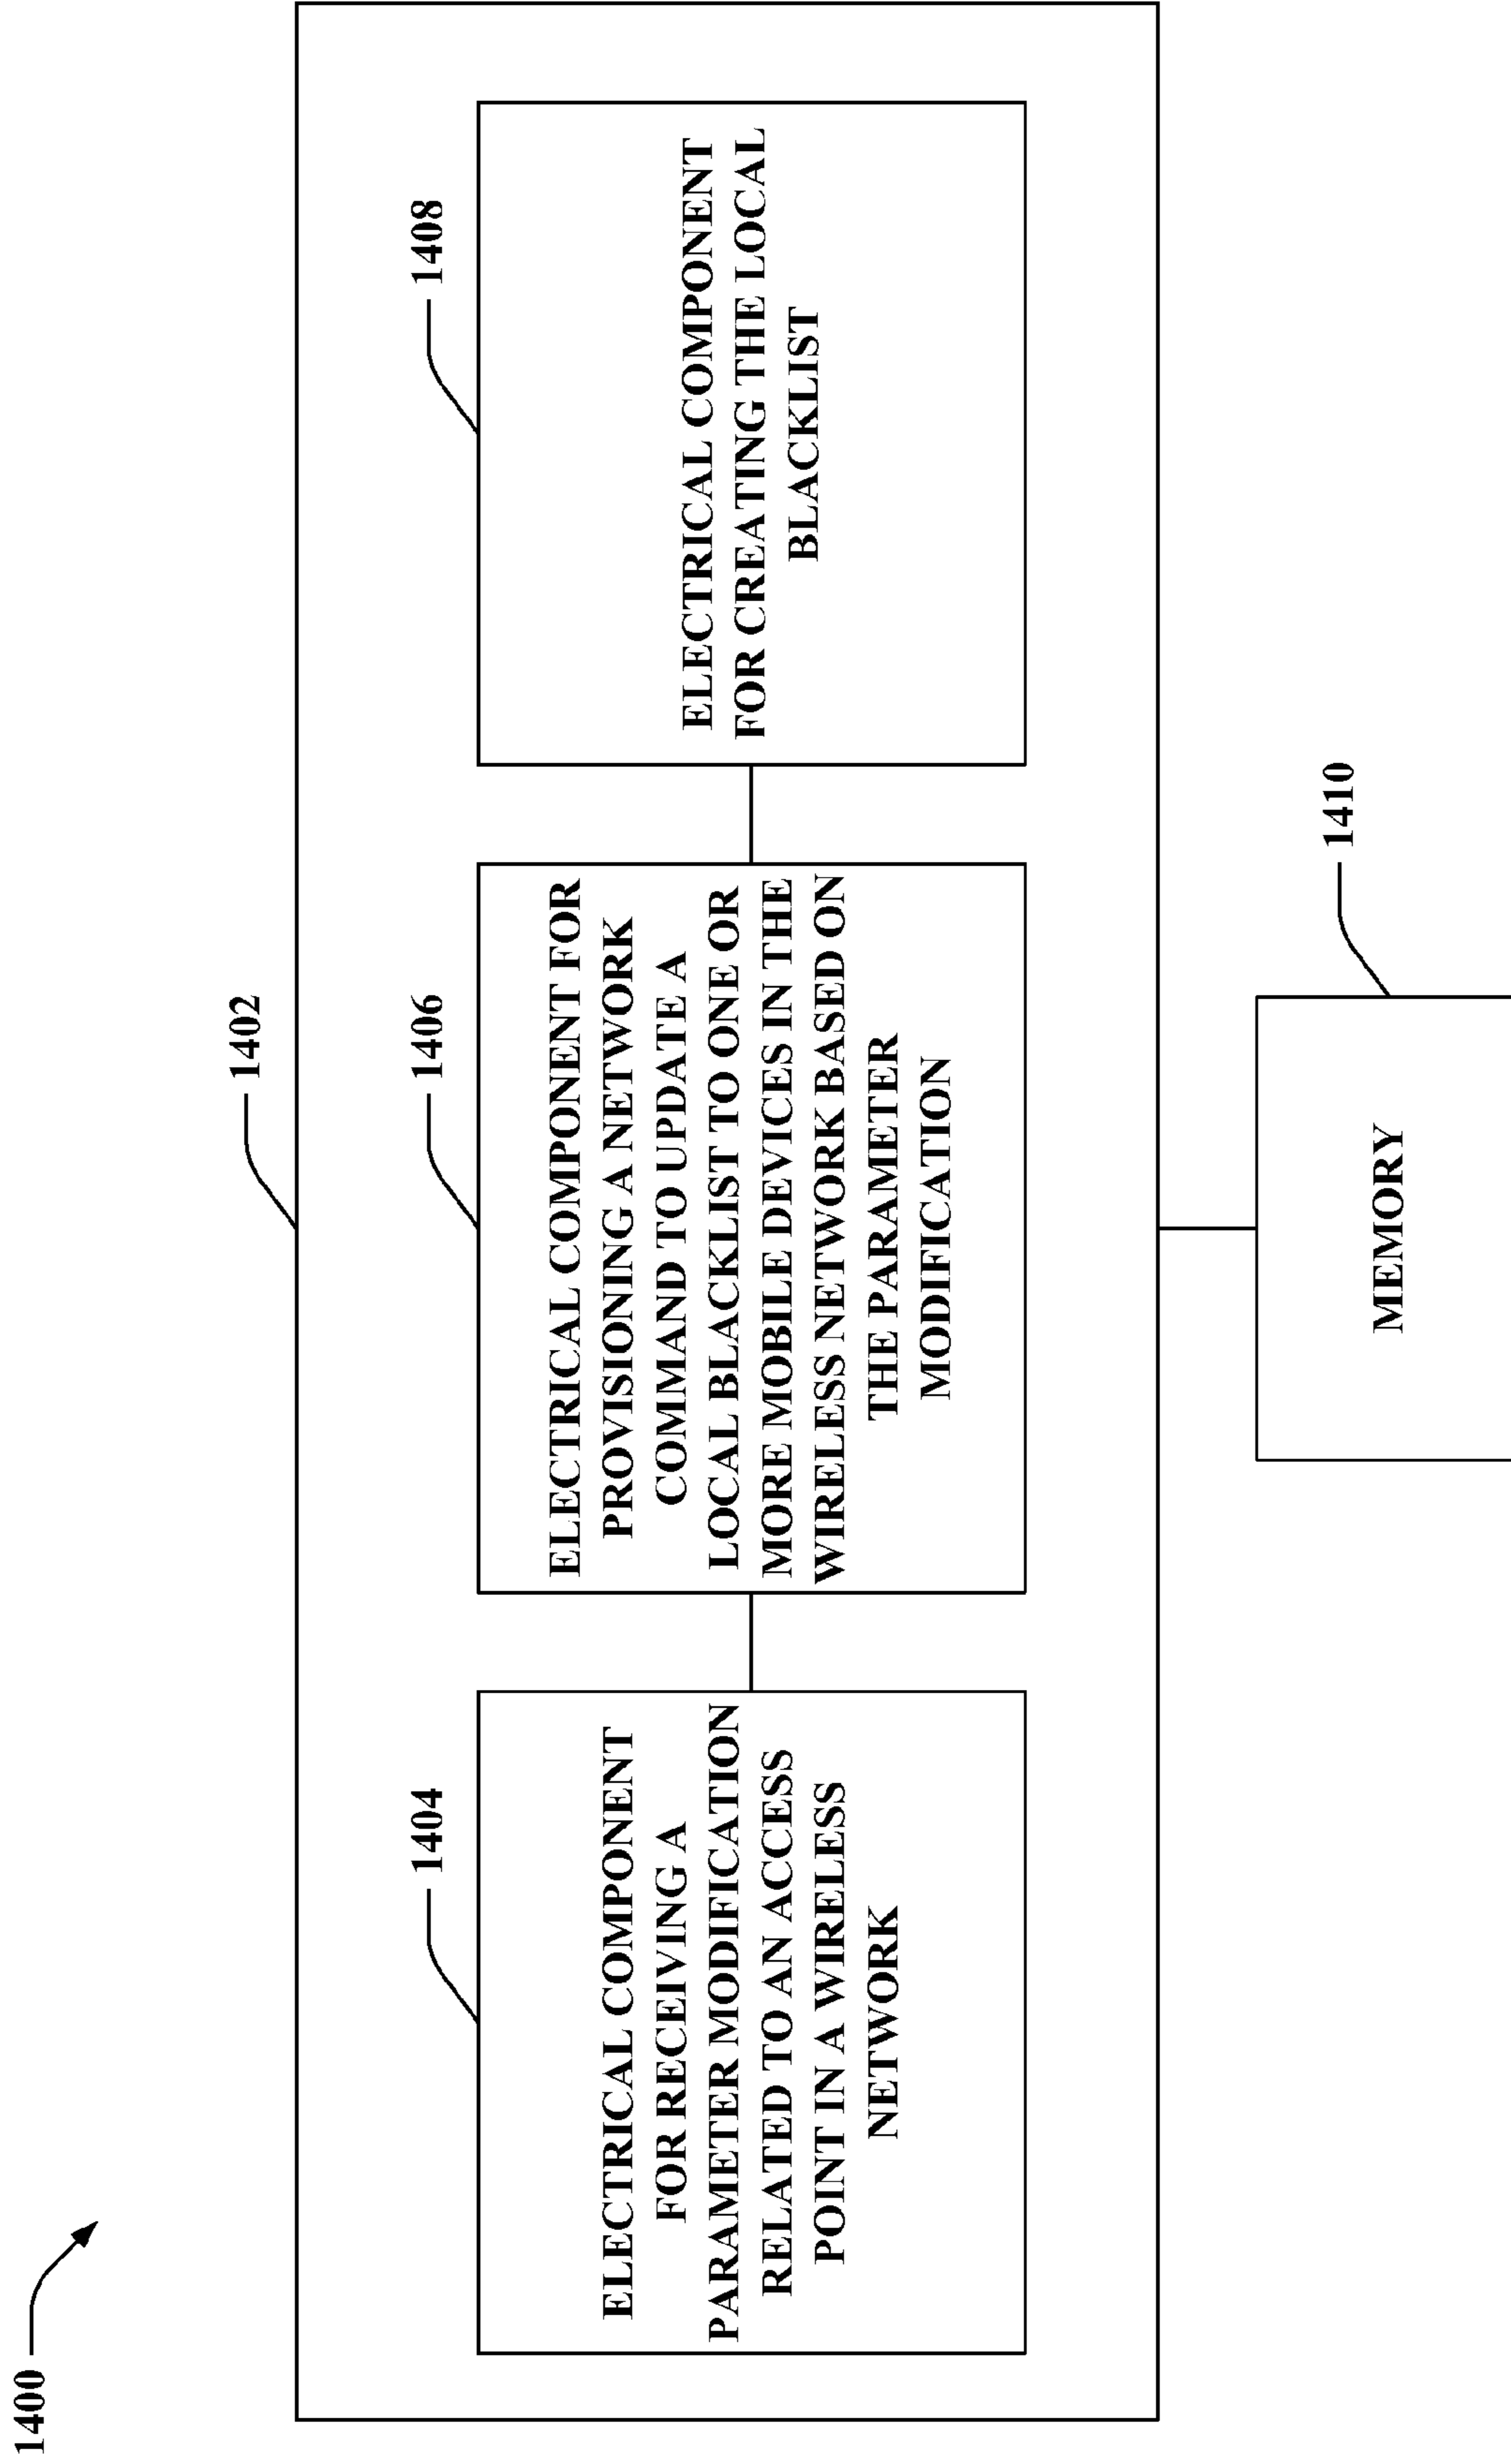 1400
1402
1404
ELECTRICAL COMPONENT
FOR RECEIVING A
PARAMETER MODIFICATION
RELATED TO AN ACCESS
POINT IN A WIRELESS
NETWORK
1406
ELECTRICAL COMPONENT FOR
PROVISIONING A NETWORK
COMMAND TO UPDATE A
LOCAL BLACKLIST TO ONE OR
MORE MOBILE DEVICES IN THE
WIRELESS NETWORK BASED ON
THE PARAMETER
MODIFICATION
1408
ELECTRICAL COMPONENT
FOR CREATING THE LOCAL
BLACKLIST
1410
MEMORY